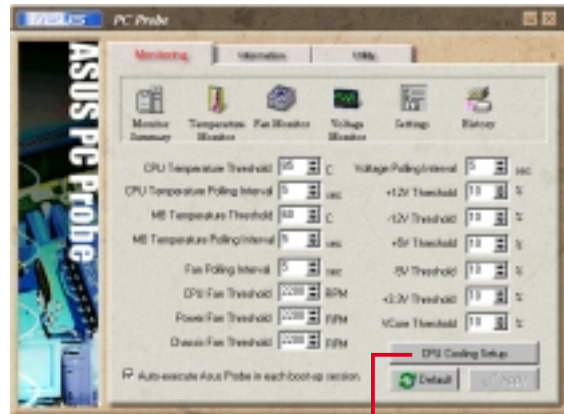 ASUS PC Probe
ASUS PC Probe
Monitoring Information Utility
Monitor Summary
Temperature Monitor
Fan Monitor
Voltage Monitor
Settings
History
CPU Temperature Threshold 95 C
CPU Temperature Polling Interval 5 sec
MB Temperature Threshold 60 C
MB Temperature Polling Interval 5 sec
Fan Polling Interval 5 sec
CPU Fan Threshold 2200 RPM
Power Fan Threshold 2200 RPM
Chassis Fan Threshold 2200 RPM
Voltage Polling Interval 5 sec
+12V Threshold 10 %
-12V Threshold 10 %
+5V Threshold 10 %
-5V Threshold 10 %
+3.3V Threshold 10 %
VCore Threshold 10 %
CPU Cooling Setup
Auto-execute Asus Probe in each boot-up session.
Default Apply